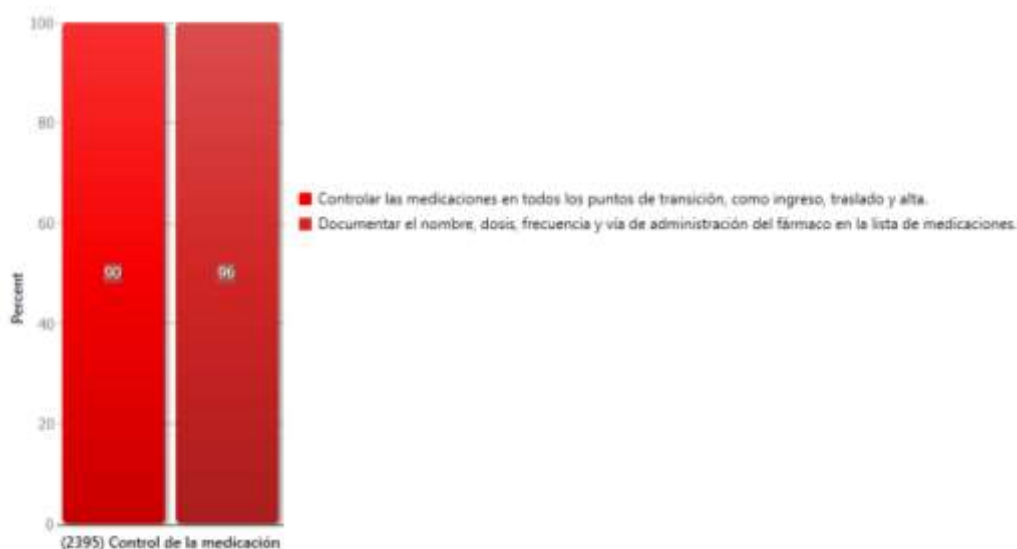 100
80
60
40
20
0
Percent
90
96
(2395) Control de la medicación
Controlar las medicaciones en todos los puntos de transición, como ingreso, traslado y alta.
Documentar el nombre, dosis, frecuencia y vía de administración del fármaco en la lista de medicaciones.